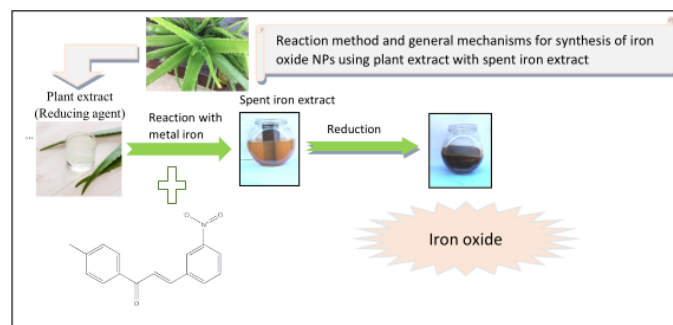 Reaction method and general mechanisms for synthesis of iron
oxide NPs using plant extract with spent iron extract
Plant extract
(Reducing agent)
...
Reaction with
metal iron
Spent iron extract
Reduction
Iron oxide
O⁻
N⁺
O
O